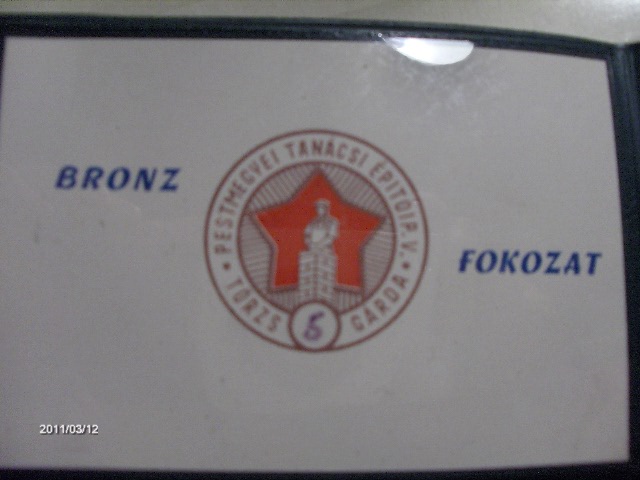 BRONZ
PESTMEGYEI TANÁCSI ÉPITŐIP. V.
TÖRZS
5
GÁRDA
FOKOZAT
2011/03/12